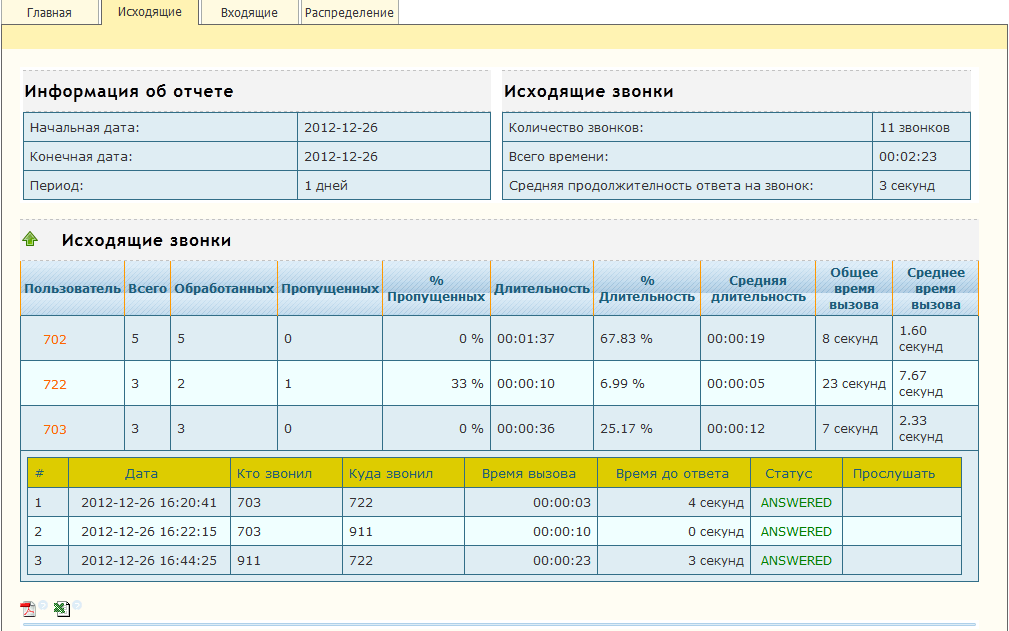 Главная Исходящие Входящие Распределение
Информация об отчете
Начальная дата: 2012-12-26
Конечная дата: 2012-12-26
Период: 1 дней
Исходящие звонки
Количество звонков: 11 звонков
Всего времени: 00:02:23
Средняя продолжителность ответа на звонок: 3 секунд
Исходящие звонки
Пользователь Всего Обработанных Пропущенных % Пропущенных Длительность % Длительность Средняя длительность Общее время вызова Среднее время вызова
702 5 5 0 0 % 00:01:37 67.83 % 00:00:19 8 секунд 1.60 секунд
722 3 2 1 33 % 00:00:10 6.99 % 00:00:05 23 секунд 7.67 секунд
703 3 3 0 0 % 00:00:36 25.17 % 00:00:12 7 секунд 2.33 секунд
# Дата Кто звонил Куда звонил Время вызова Время до ответа Статус Прослушать
1 2012-12-26 16:20:41 703 722 00:00:03 4 секунд ANSWERED
2 2012-12-26 16:22:15 703 911 00:00:10 0 секунд ANSWERED
3 2012-12-26 16:44:25 911 722 00:00:23 3 секунд ANSWERED